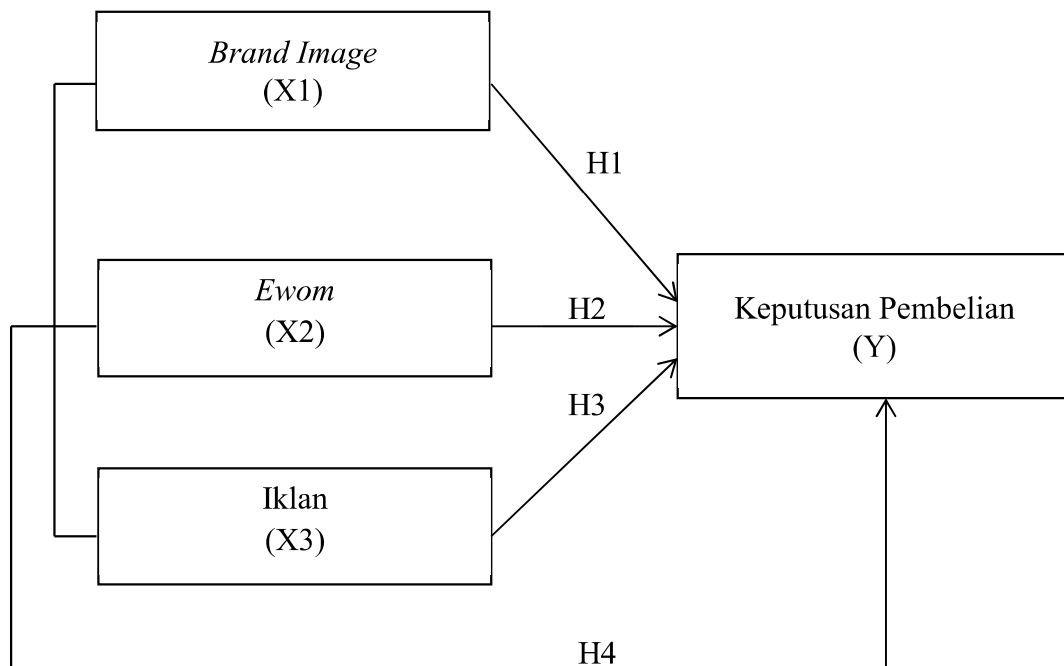 Brand Image
(X1)
H1
Ewom
(X2)
H2
Keputusan Pembelian
(Y)
H3
Iklan
(X3)
H4